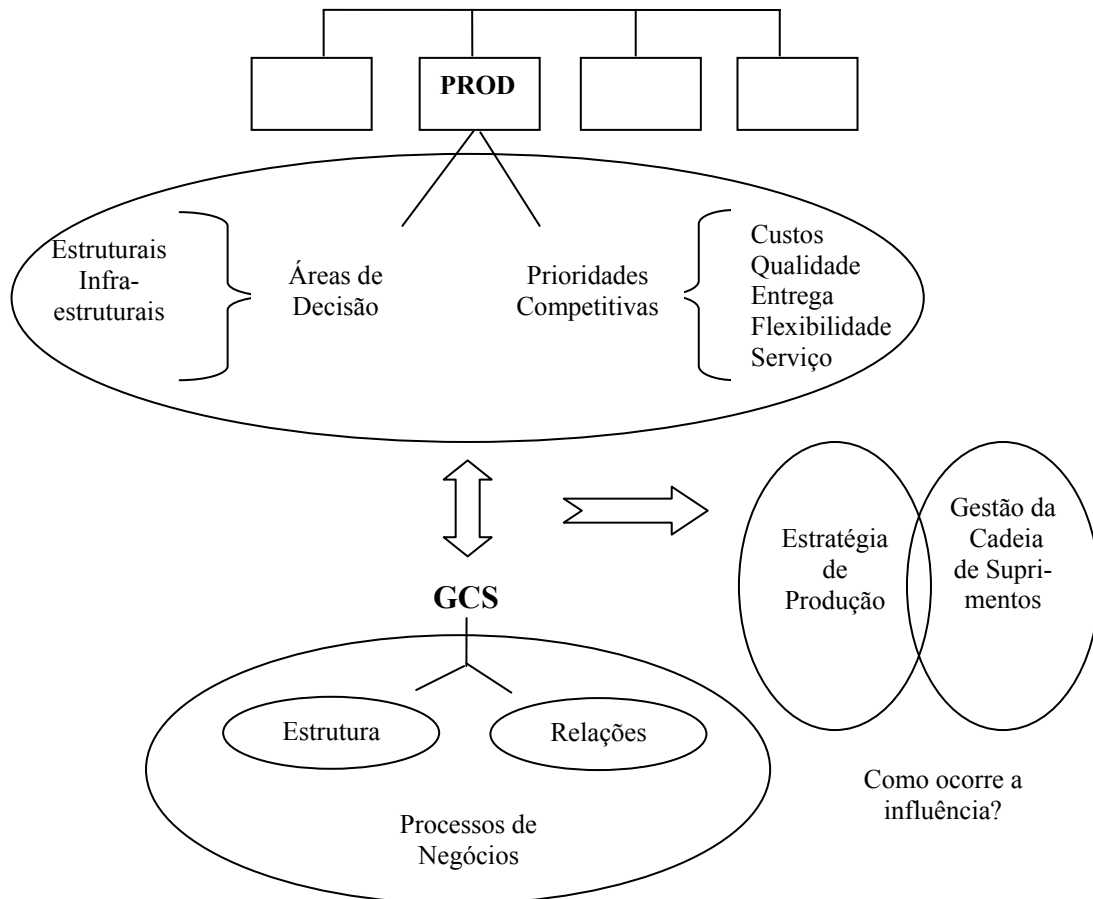 PROD
Estruturais
Infra-
estruturais
Áreas de
Decisão
Prioridades
Competitivas
Custos
Qualidade
Entrega
Flexibilidade
Serviço
Estratégia
de
Produção
Gestão da
Cadeia
de Supri-
mentos
GCS
Estrutura
Relações
Processos de
Negócios
Como ocorre a
influência?